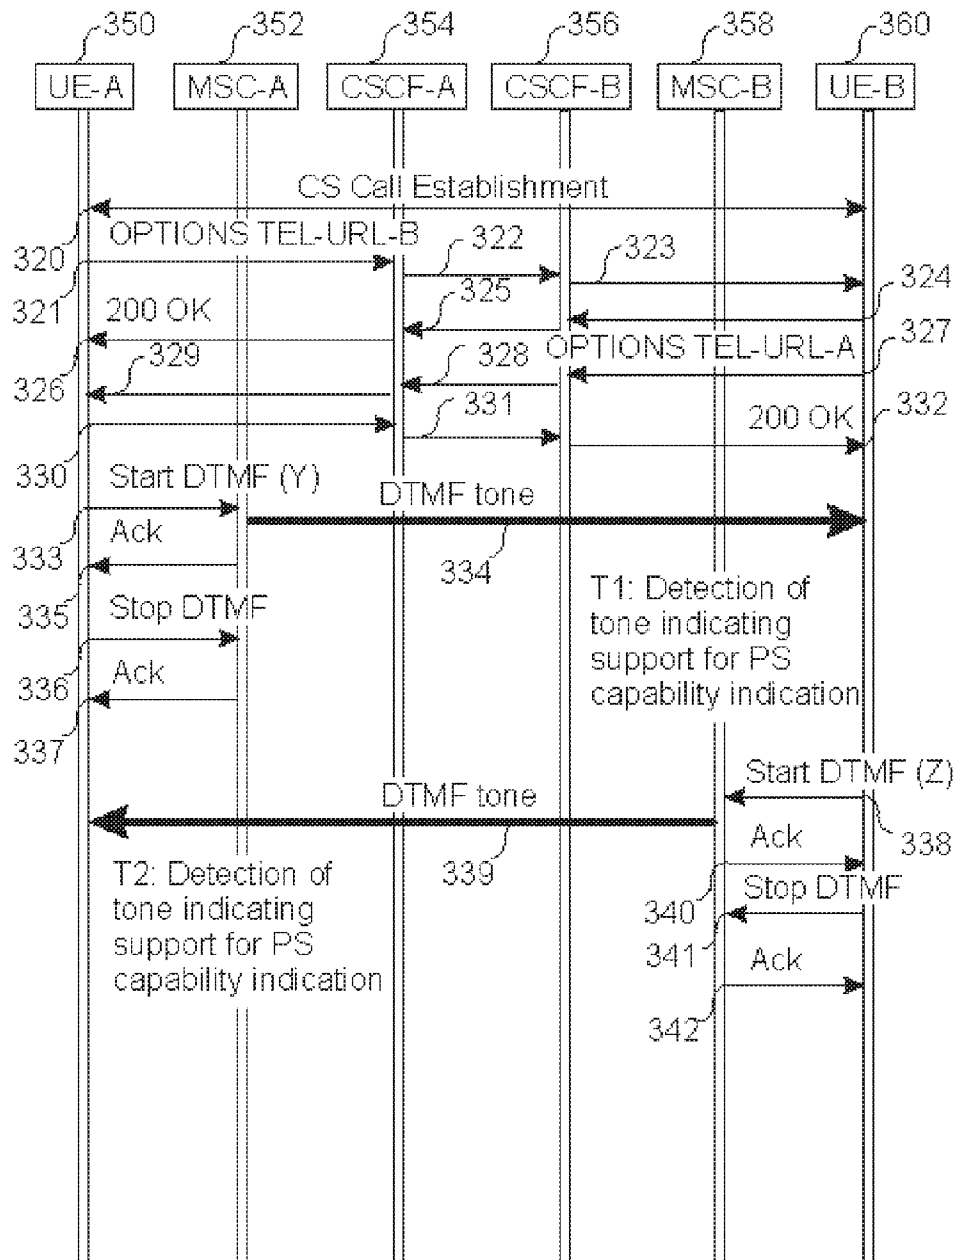 350 352 354 356 358 360
UE-A MSC-A CSCF-A CSCF-B MSC-B UE-B
CS Call Establishment
320 OPTIONS TEL-URL-B 322 323
321 200 OK 325 324
326 329 328 OPTIONS TEL-URL-A 327
330 331 200 OK 332
Start DTMF (Y) DTMF tone
333 Ack 334
335 Stop DTMF
T1: Detection of
tone indicating
support for PS
capability indication
336 Ack
337
Start DTMF (Z)
DTMF tone
339 Ack 338
T2: Detection of
tone indicating
support for PS
capability indication
340 Stop DTMF
341 Ack
342